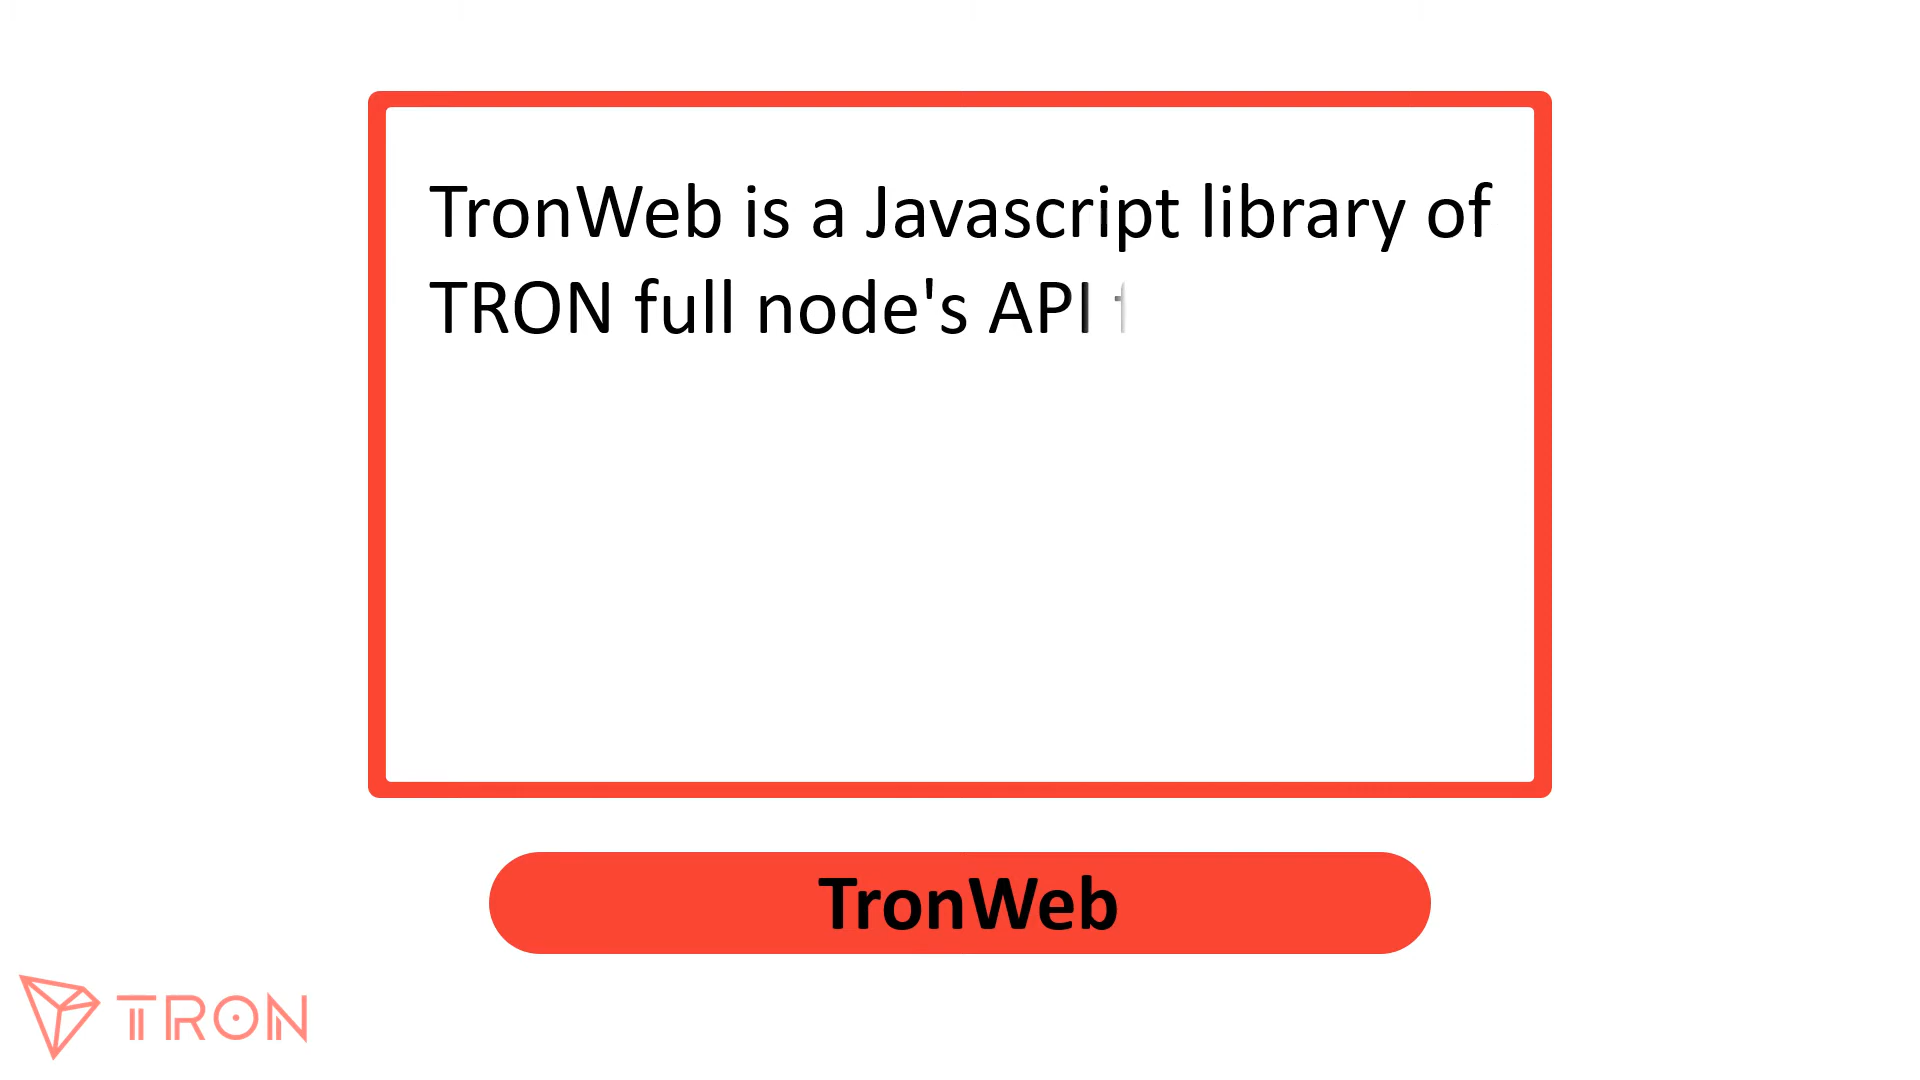 TronWeb is a Javascript library of
TRON full node's API
TronWeb
TRON